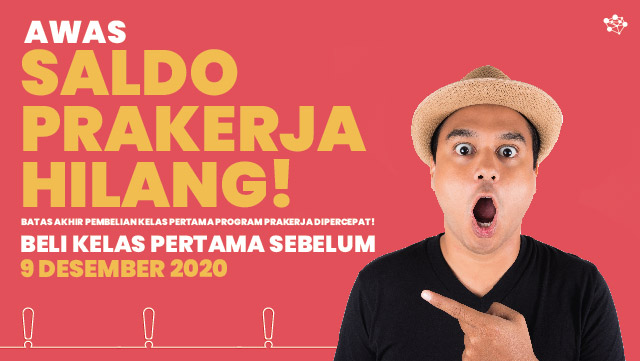 AWAS
SALDO
PRAKERJA
HILANG!
BATAS AKHIR PEMBELIAN KELAS PERTAMA PROGRAM PRAKERJA DIPERCEPAT!
BELI KELAS PERTAMA SEBELUM
9 DESEMBER 2020